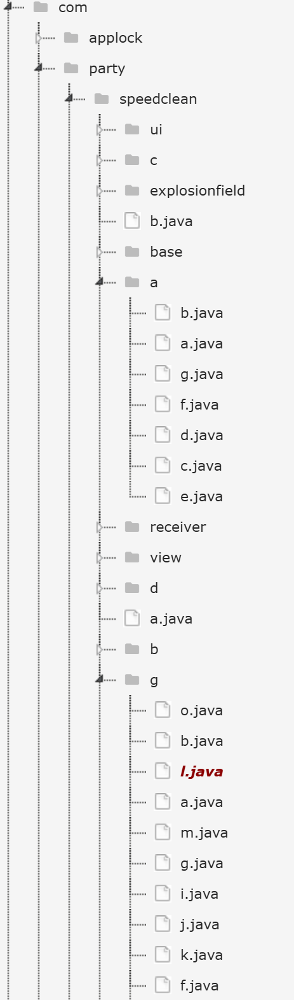 com
applock
party
speedclean
ui
c
explosionfield
b.java
base
a
b.java
a.java
g.java
f.java
d.java
c.java
e.java
receiver
view
d
a.java
b
g
o.java
b.java
l.java
a.java
m.java
g.java
i.java
j.java
k.java
f.java